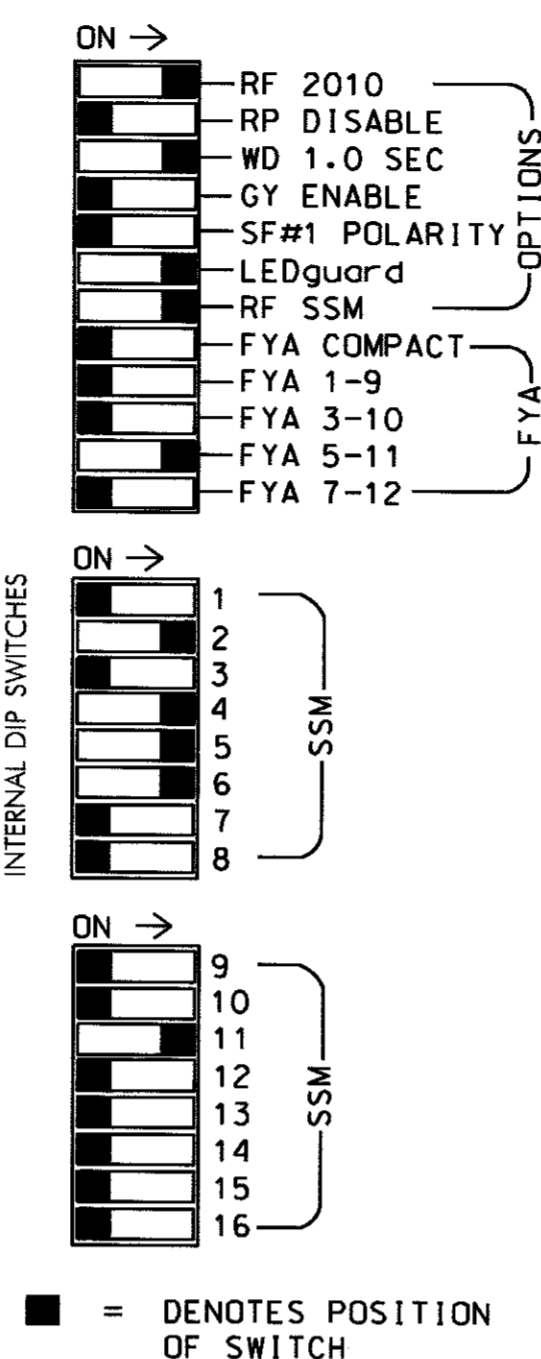 ON →
RF 2010
RP DISABLE
WD 1.0 SEC
GY ENABLE
SF#1 POLARITY
LEDguard
RF SSM
OPTIONS
FYA COMPACT
FYA 1-9
FYA 3-10
FYA 5-11
FYA 7-12
FYA
INTERNAL DIP SWITCHES
ON →
1
2
3
4
5
6
7
8
SSM
ON →
9
10
11
12
13
14
15
16
SSM
= DENOTES POSITION
OF SWITCH